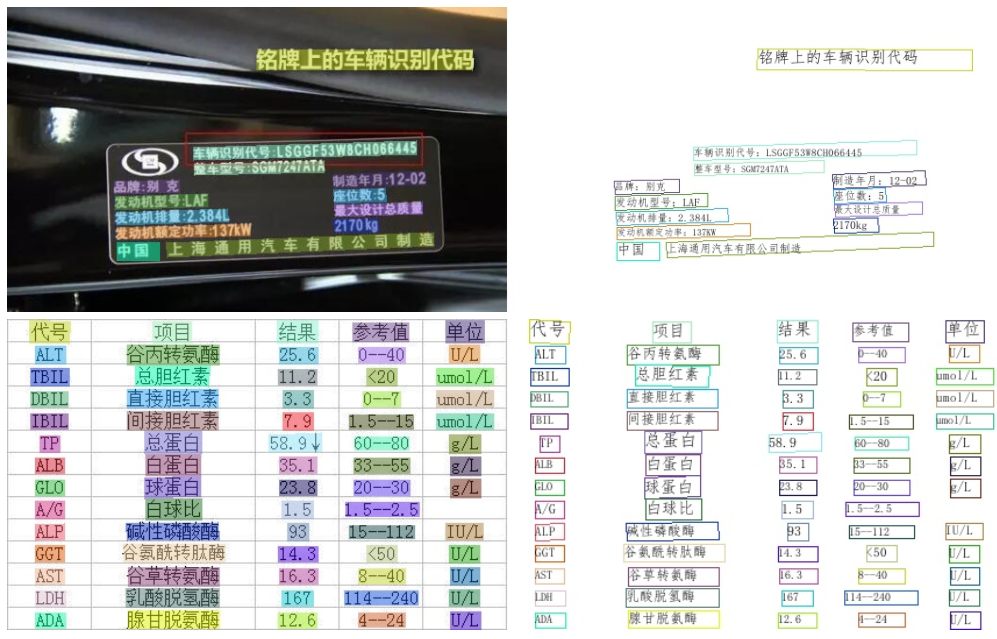 铭牌上的车辆识别代码
车辆识别代号:LSGGF53W8CH066445
整车型号:SGM7247ATA
品牌:别克 制造年月:12-02
发动机型号:LAF 座位数:5
发动机排量:2.384L 最大设计总质量
发动机额定功率:137kW 2170kg
中国 上海通用汽车有限公司制造
铭牌上的车辆识别代码
车辆识别代号: LSGGF53W8CH066445
整车型号: SGM7247ATA
品牌: 别克 制造年月: 12-02
发动机型号: LAF 座位数: 5
发动机排量: 2.384L 最大设计总质量
发动机额定功率: 137KW 2170kg
中国 上海通用汽车有限公司制造
代号 项目 结果 参考值 单位
ALT 谷丙转氨酶 25.6 0--40 U/L
TBIL 总胆红素 11.2 <20 umol/L
DBIL 直接胆红素 3.3 0--7 umol/L
IBIL 间接胆红素 7.9 1.5--15 umol/L
TP 总蛋白 58.9↓ 60--80 g/L
ALB 白蛋白 35.1 33--55 g/L
GLO 球蛋白 23.8 20--30 g/L
A/G 白球比 1.5 1.5--2.5
ALP 碱性磷酸酶 93 15--112 IU/L
GGT 谷氨酰转肽酶 14.3 <50 U/L
AST 谷草转氨酶 16.3 8--40 U/L
LDH 乳酸脱氢酶 167 114--240 U/L
ADA 腺甘脱氨酶 12.6 4--24 U/L
代号 项目 结果 参考值 单位
ALT 谷丙转氨酶 25.6 0--40 U/L
TBIL 总胆红素 11.2 <20 umol/L
DBIL 直接胆红素 3.3 0--7 umol/L
IBIL 间接胆红素 7.9 1.5--15 umol/L
TP 总蛋白 58.9 60--80 g/L
ALB 白蛋白 35.1 33--55 g/L
GLO 球蛋白 23.8 20--30 g/L
A/G 白球比 1.5 1.5--2.5
ALP 碱性磷酸酶 93 15--112 IU/L
GGT 谷氨酰转肽酶 14.3 <50 U/L
AST 谷草转氨酶 16.3 8--40 U/L
LDH 乳酸脱氢酶 167 114--240 U/L
ADA 腺甘脱氨酶 12.6 4--24 U/L